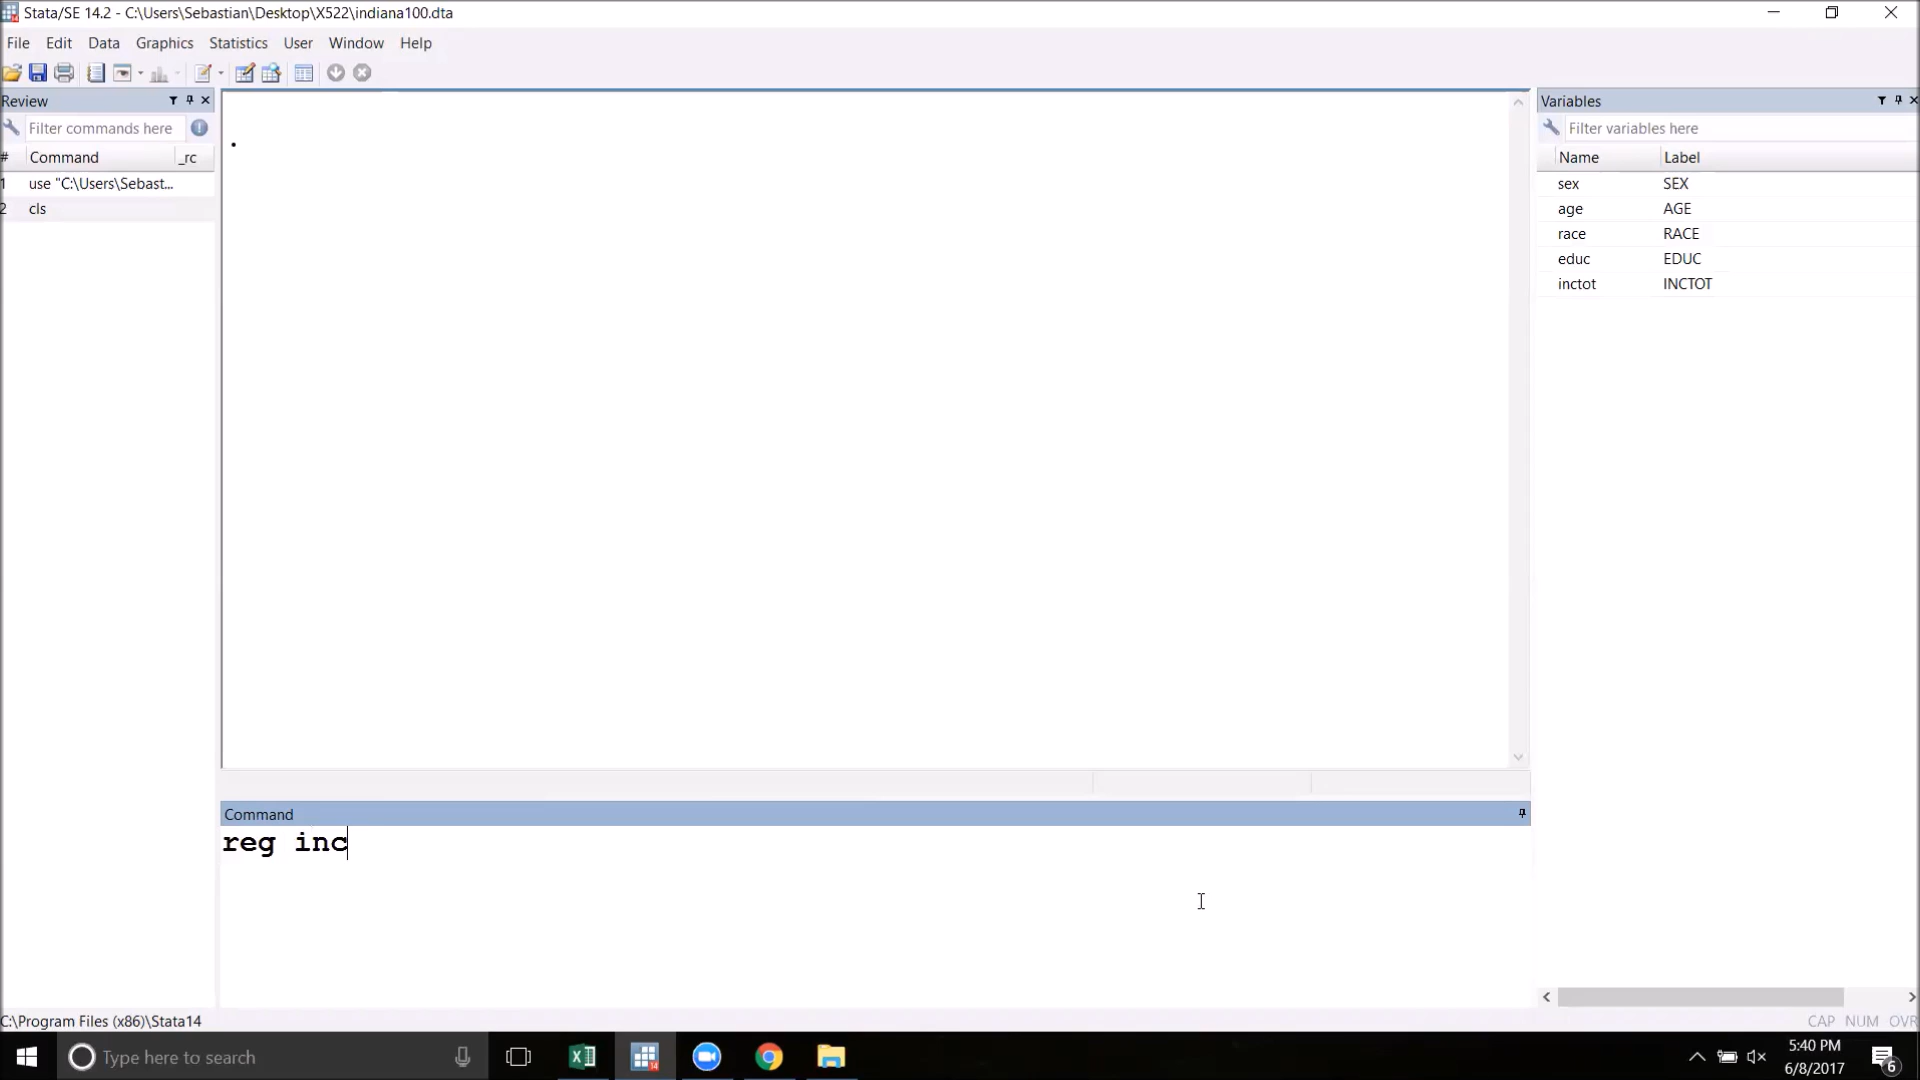 Stata/SE 14.2 - C:\Users\Sebastian\Desktop\X522\indiana100.dta
File Edit Data Graphics Statistics User Window Help
Review
Filter commands here
# Command _rc
1 use "C:\Users\Sebast...
2 cls
.
Variables
Filter variables here
Name Label
sex SEX
age AGE
race RACE
educ EDUC
inctot INCTOT
Command
reg inc
C:\Program Files (x86)\Stata14
CAP NUM OVR
Type here to search
14
5:40 PM
6/8/2017
6